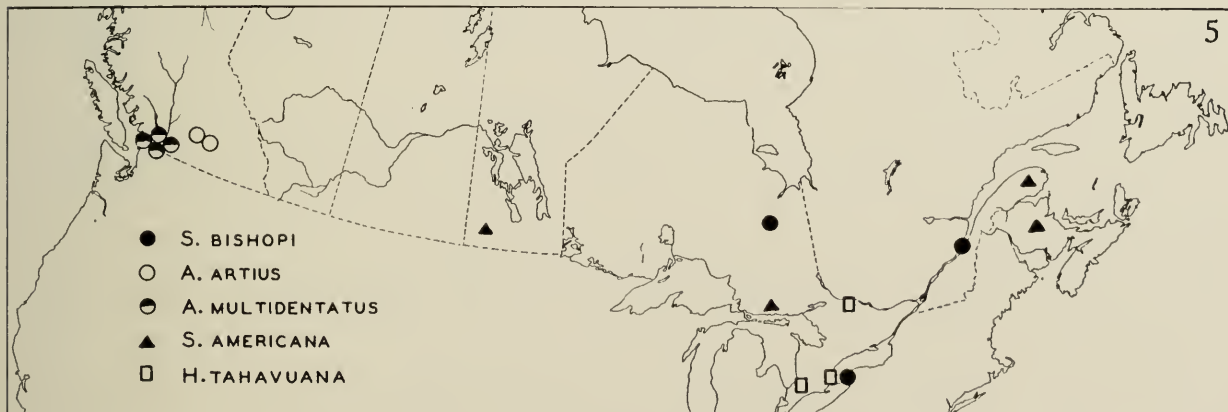 5
S. BISHOPI
A. ARTIUS
A. MULTIDENTATUS
S. AMERICANA
H. TAHAVUANA